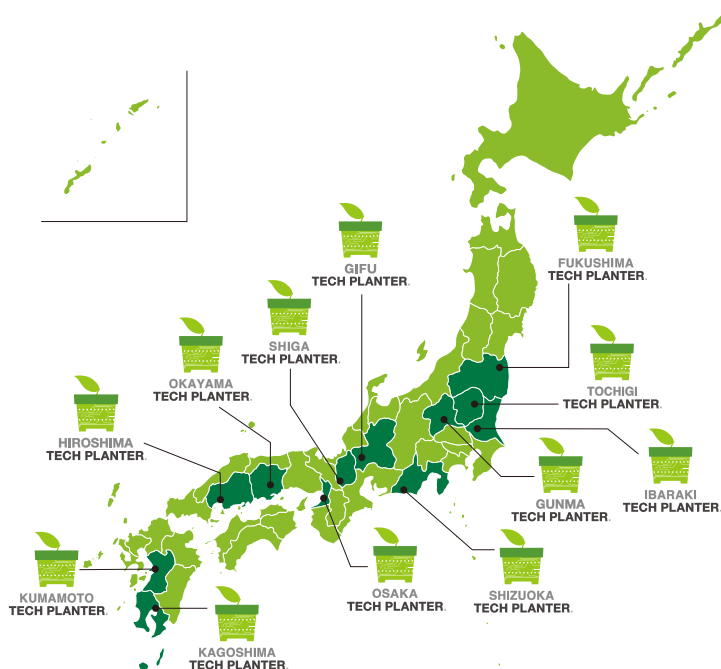 GIFU
TECH PLANTER.
FUKUSHIMA
TECH PLANTER.
SHIGA
TECH PLANTER.
OKAYAMA
TECH PLANTER.
TOCHIGI
TECH PLANTER.
HIROSHIMA
TECH PLANTER.
IBARAKI
TECH PLANTER.
GUNMA
TECH PLANTER.
KUMAMOTO
TECH PLANTER.
OSAKA
TECH PLANTER.
SHIZUOKA
TECH PLANTER.
KAGOSHIMA
TECH PLANTER.